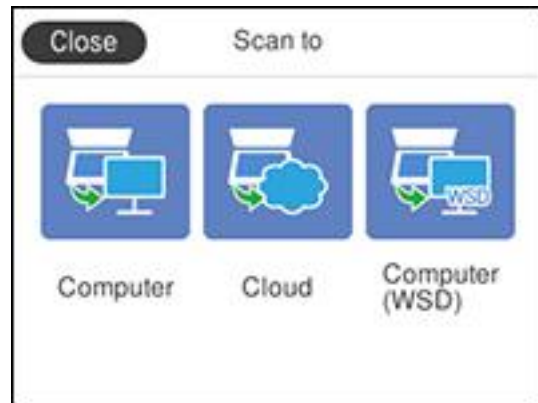 Close
Scan to
WSD
Computer
Cloud
Computer
(WSD)